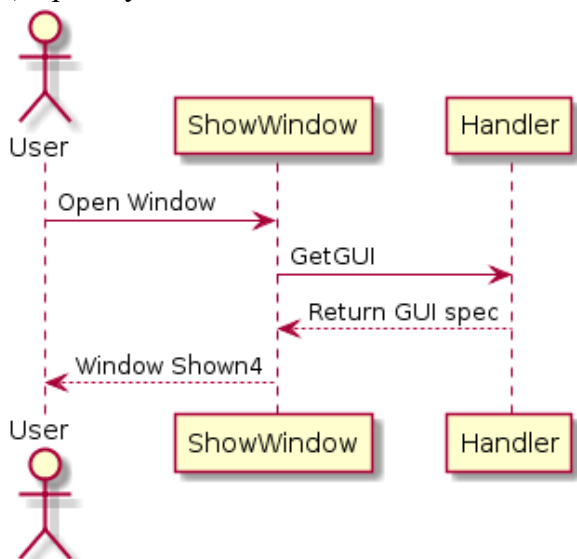 User
ShowWindow
Handler
Open Window
GetGUI
Return GUI spec
Window Shown4
User
ShowWindow
Handler